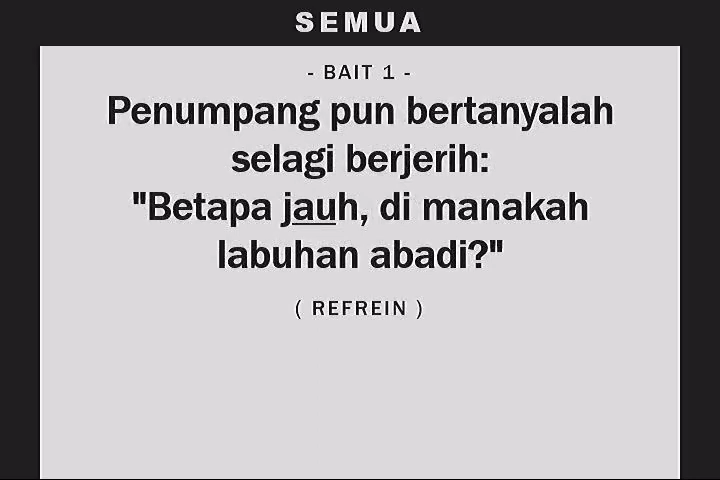 SEMUA
- BAIT 1 -
Penumpang pun bertanyalah
selagi berjerih:
"Betapa jauh, di manakah
labuhan abadi?"
( REFREIN )